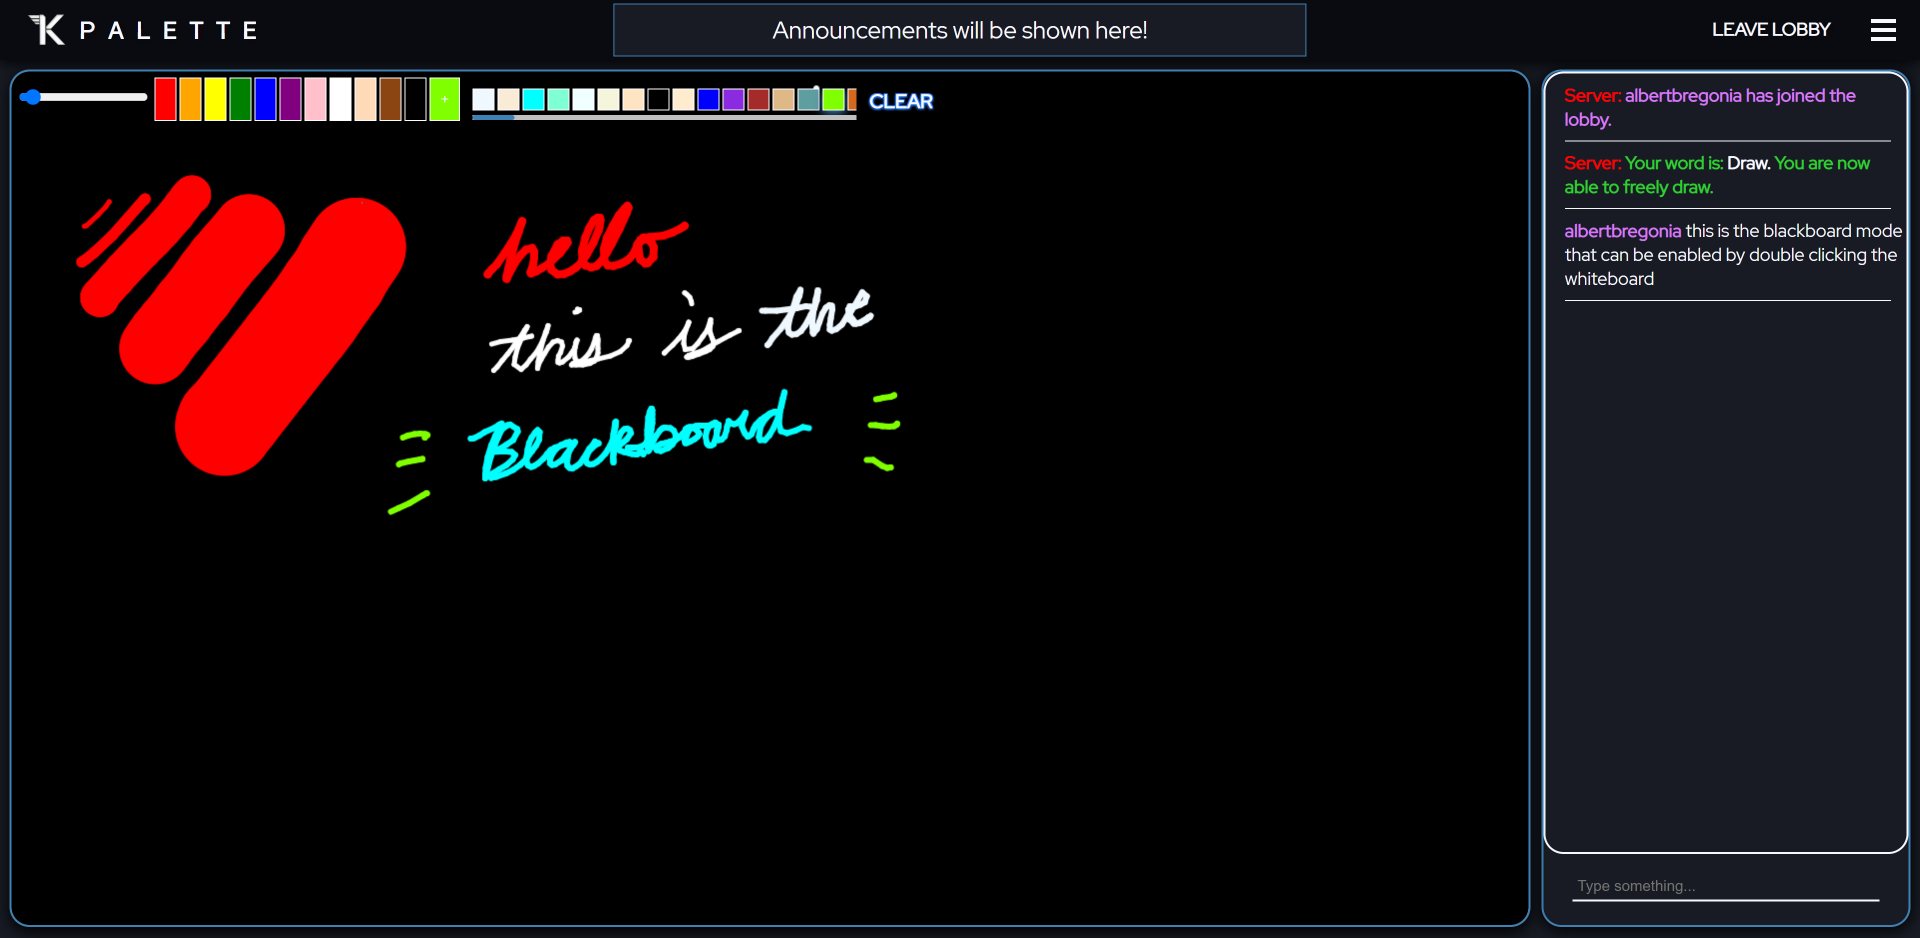 K PALETTE
Announcements will be shown here!
LEAVE LOBBY
+
CLEAR
hello
this is the
Blackboard
Server: albertbregonia has joined the
lobby.
Server: Your word is: Draw. You are now
able to freely draw.
albertbregonia this is the blackboard mode
that can be enabled by double clicking the
whiteboard
Type something...